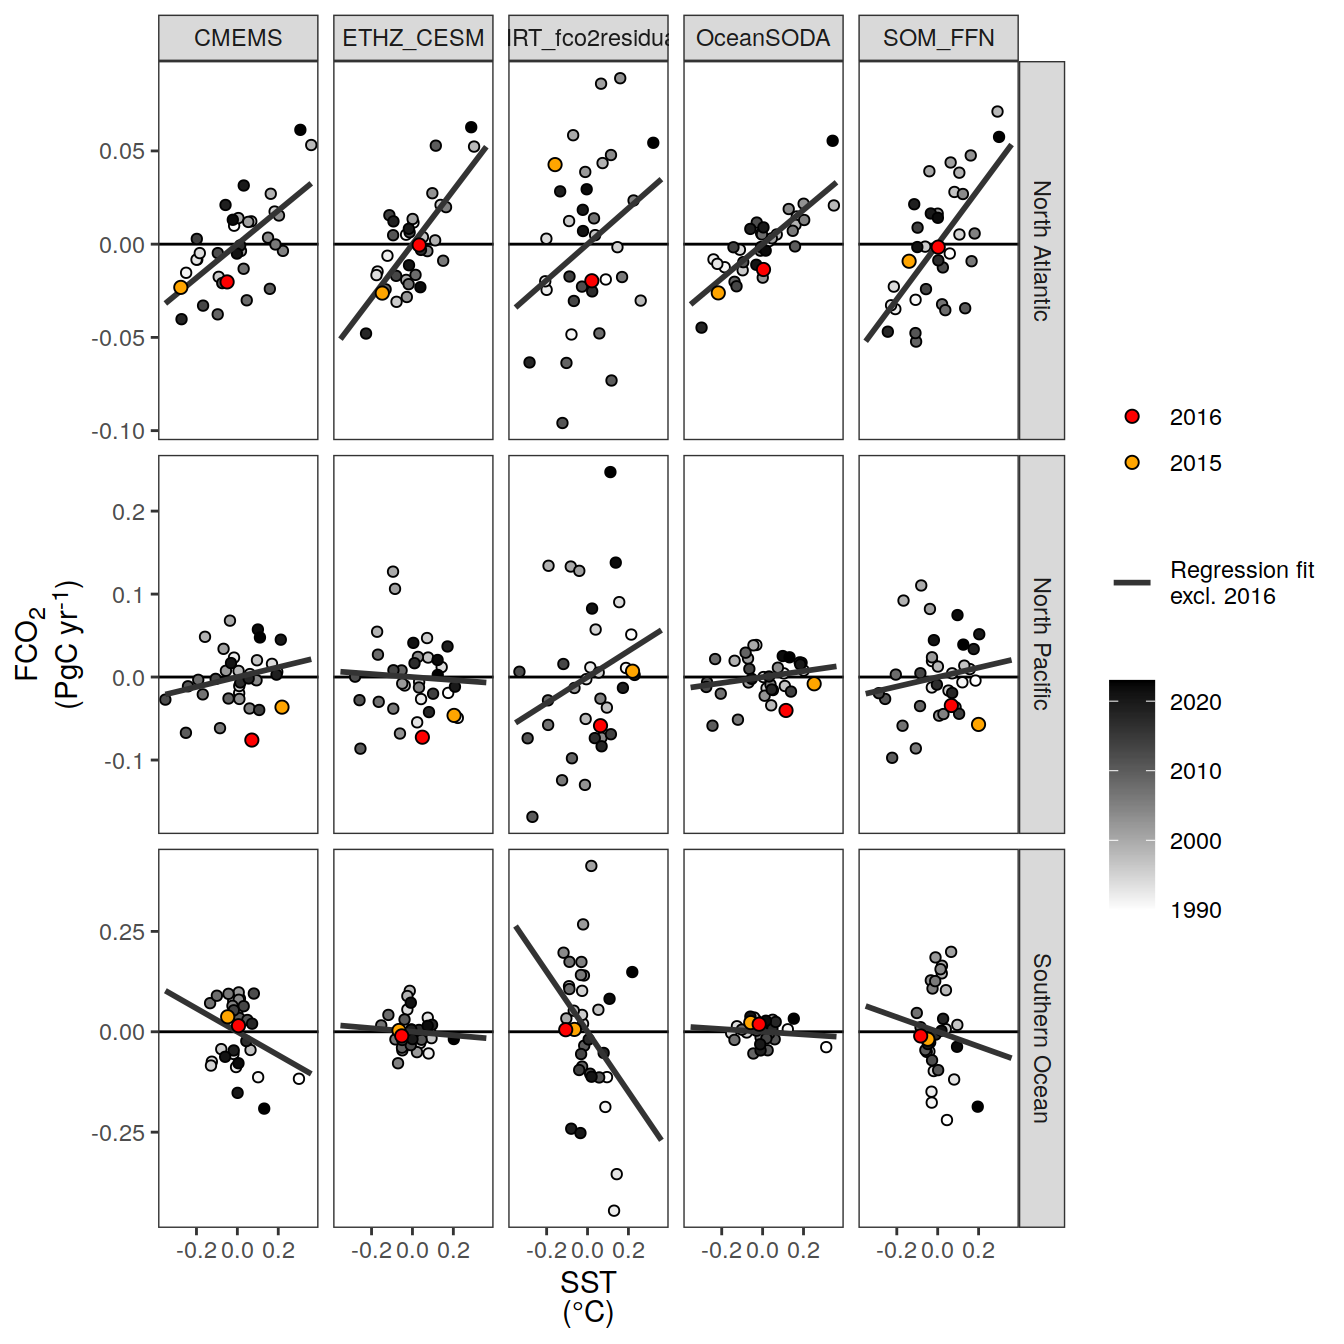 CMEMS ETHZ_CESM IRT_fco2residua OceanSODA SOM_FFN
0.05
0.00
-0.05
-0.10
North Atlantic
0.2
0.1
0.0
-0.1
North Pacific
0.25
0.00
-0.25
Southern Ocean
FCO2
(PgC yr-1)
-0.2 0.0 0.2 -0.2 0.0 0.2 -0.2 0.0 0.2 -0.2 0.0 0.2 -0.2 0.0 0.2
SST
(°C)
2016
2015
Regression fit
excl. 2016
2020
2010
2000
1990